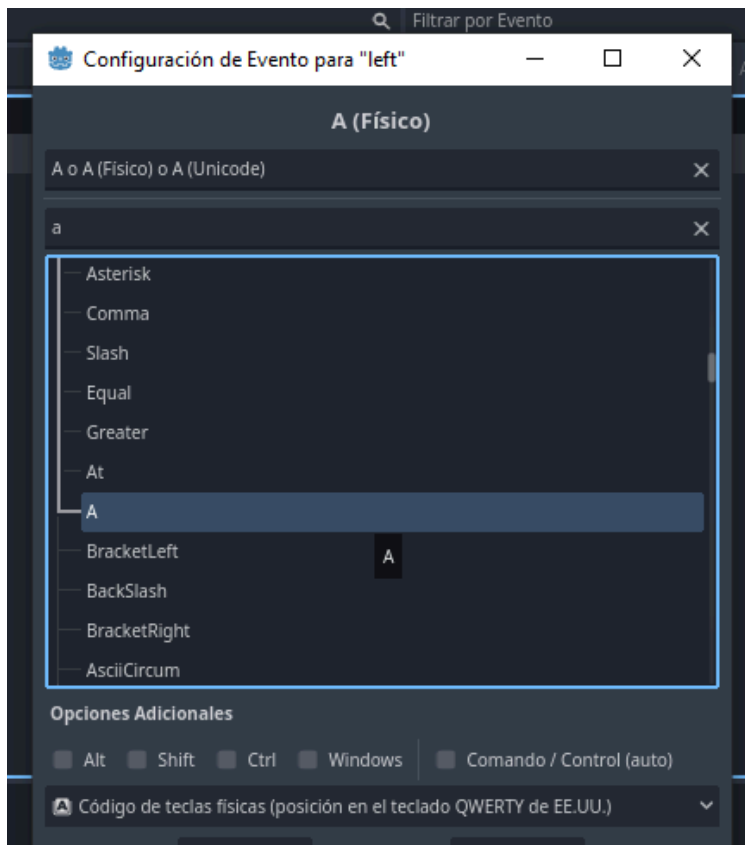 Filtrar por Evento
Configuración de Evento para "left"
A (Físico)
A o A (Físico) o A (Unicode)
a
Asterisk
Comma
Slash
Equal
Greater
At
A
BracketLeft
A
BackSlash
BracketRight
AsciiCircum
Opciones Adicionales
Alt Shift Ctrl Windows Comando / Control (auto)
A Código de teclas físicas (posición en el teclado QWERTY de EE.UU.)